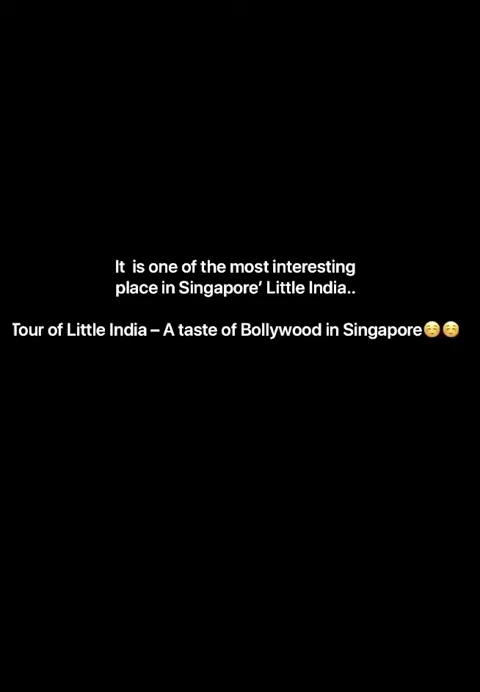 It  is one of the most interesting
place in Singapore’ Little India..
Tour of Little India – A taste of Bollywood in Singapore☺️☺️